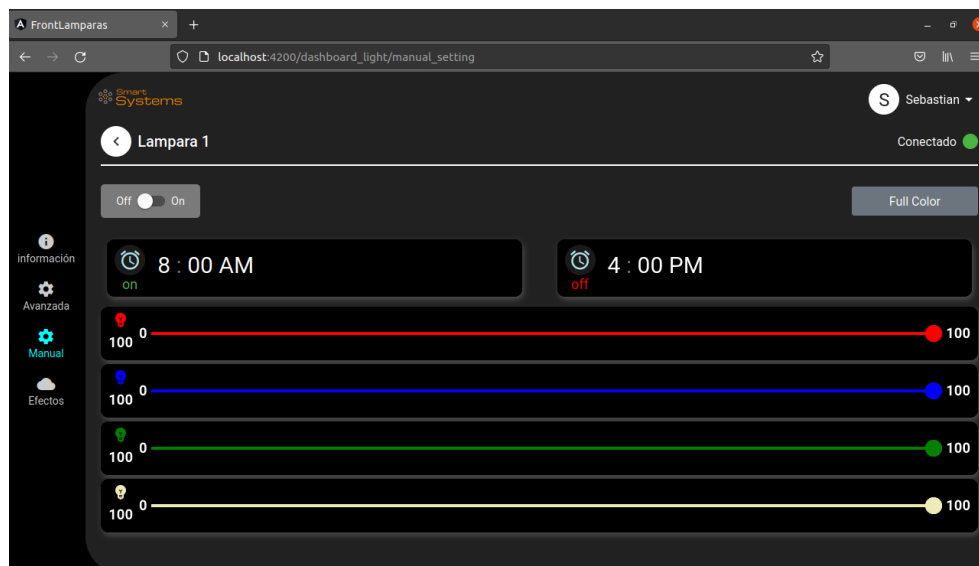 FrontLamparas
localhost:4200/dashboard_light/manual_setting
Smart
Systems
S Sebastian
Lampara 1
Conectado
Off On
Full Color
información
Avanzada
Manual
Efectos
8 : 00 AM
on
4 : 00 PM
off
100 0 100
100 0 100
100 0 100
100 0 100